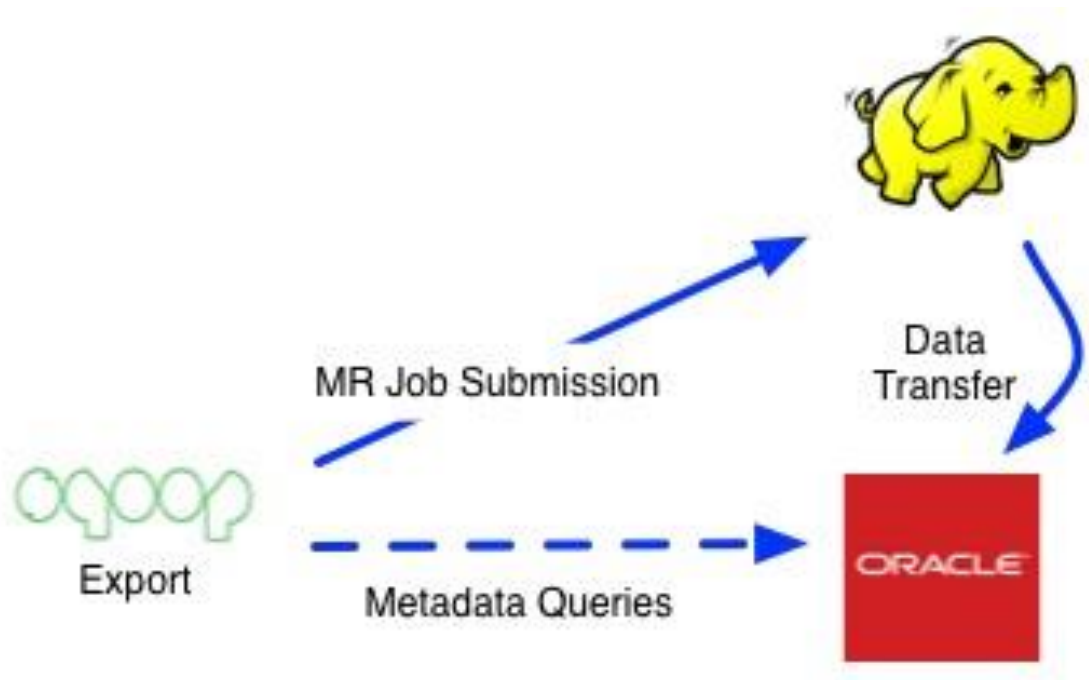 MR Job Submission
Data
Transfer
sqoop
Export
Metadata Queries
ORACLE